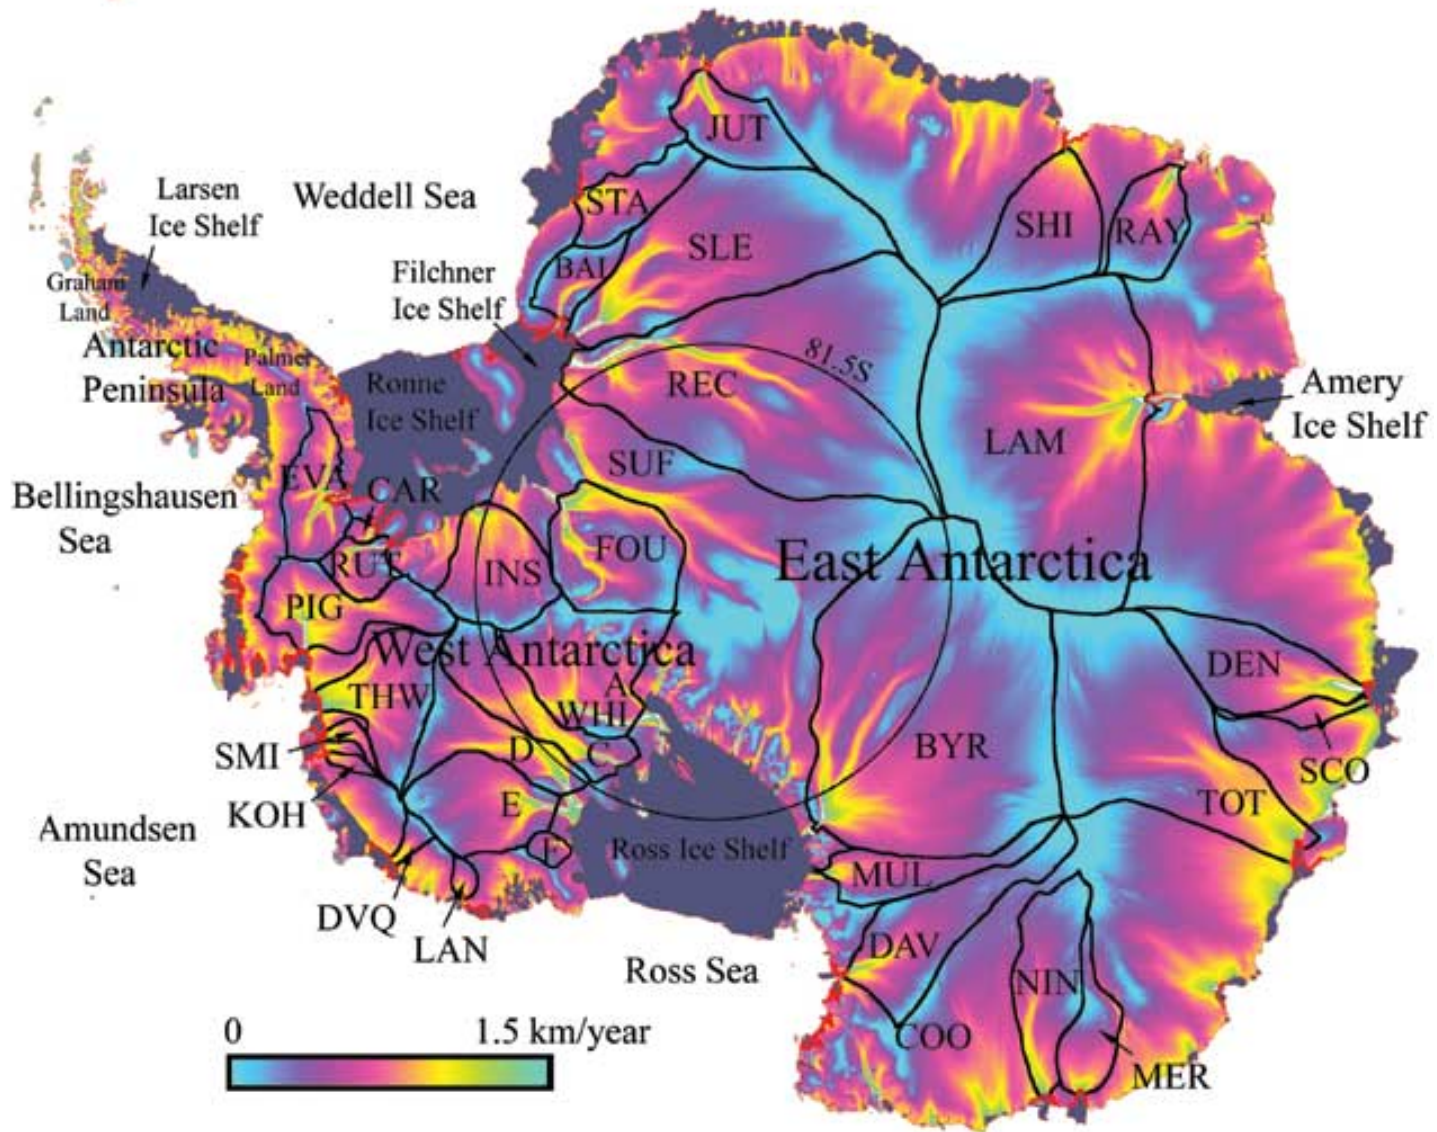 JUT
Larsen
Ice Shelf
Weddell Sea
STA
SHI
RAY
SLE
BAI
Filchner
Ice Shelf
Graham
Land
Antarctic
Peninsula
Palmer
Land
Ronne
Ice Shelf
81.5S
REC
Amery
Ice Shelf
LAM
SUF
EVA
CAR
Bellingshausen
Sea
RUT
INS
FOU
East Antarctica
PIG
West Antarctica
DEN
A
THW
WHI
SMI
D
C
BYR
SCO
KOH
E
TOT
Amundsen
Sea
F
Ross Ice Shelf
MUL
DVQ
LAN
DAV
Ross Sea
NIN
COO
MER
0
1.5 km/year